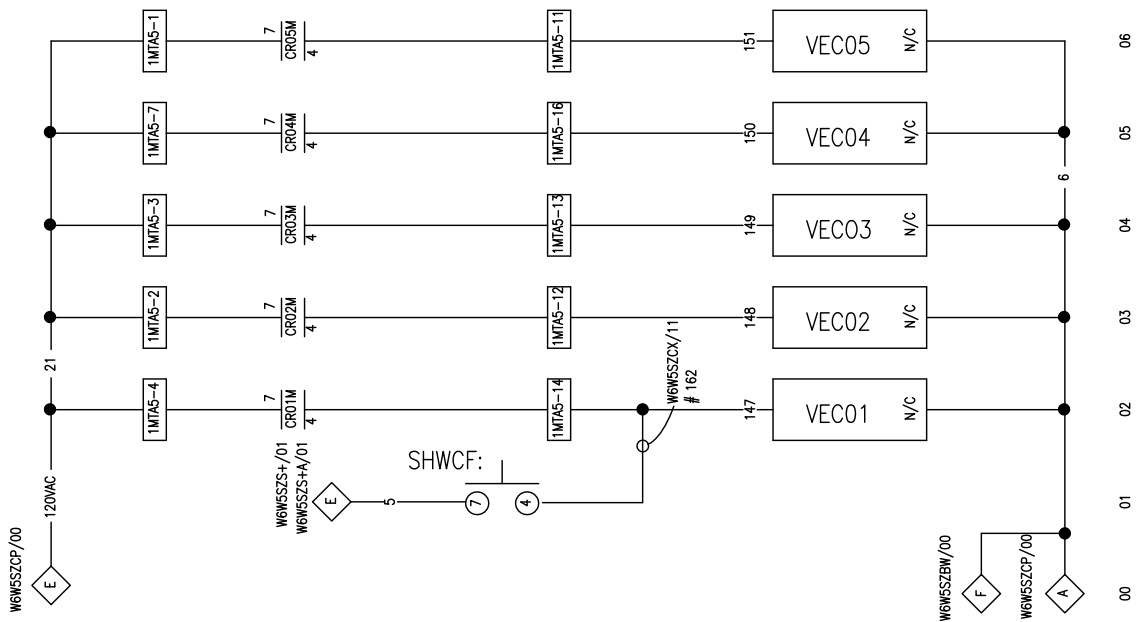 1MTA5-1
7
CR05M
4
1MTA5-11
151
VEC05
N/C
06
1MTA5-7
7
CR04M
4
1MTA5-16
150
VEC04
N/C
05
6
1MTA5-3
7
CR03M
4
1MTA5-13
149
VEC03
N/C
04
1MTA5-2
7
CR02M
4
1MTA5-12
148
VEC02
N/C
03
21
W6W5SZCX/11
# 162
1MTA5-4
7
CR01M
4
1MTA5-14
147
VEC01
N/C
02
SHWCF:
W6W5SZS+/01
W6W5SZS+A/01
E
5
7
4
120VAC
01
W6W5SZCP/00
E
W6W5SZBW/00
F
W6W5SZCP/00
A
00